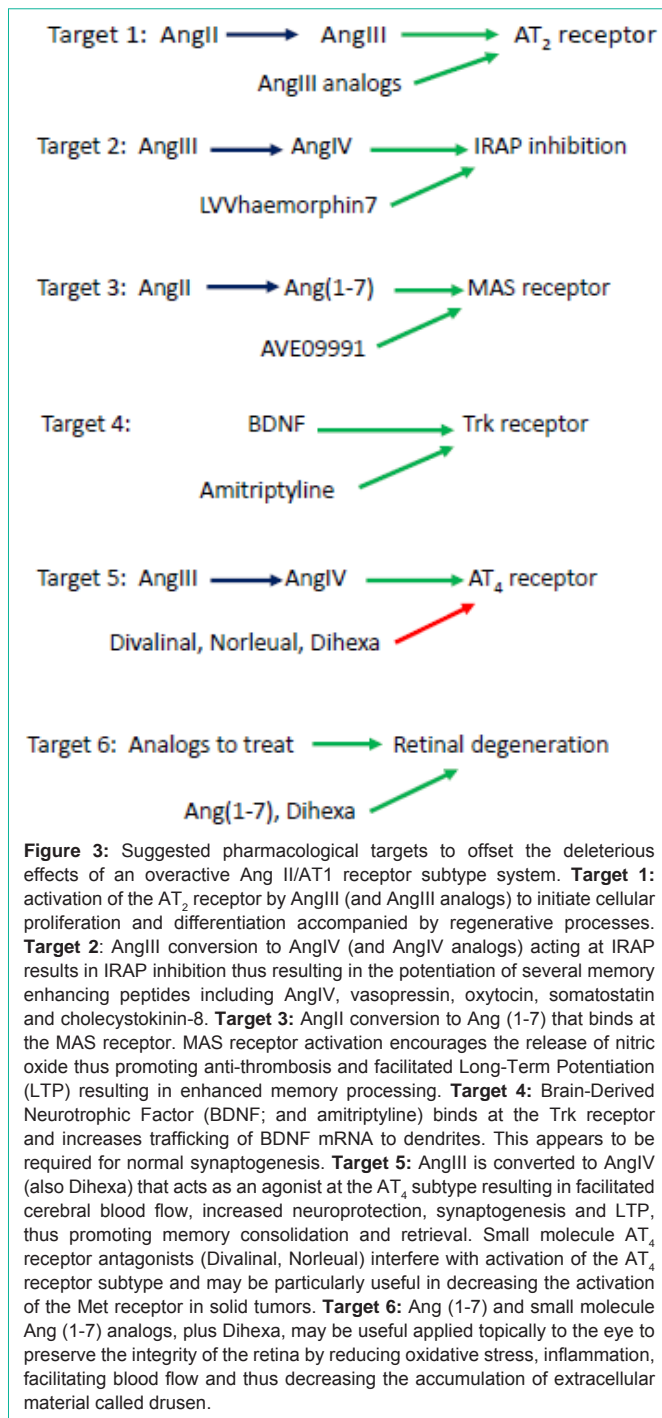 Target 1: AngII AngIII AT2 receptor
AngIII analogs
Target 2: AngIII AngIV IRAP inhibition
LVVhaemorphin7
Target 3: AngII Ang(1-7) MAS receptor
AVE09991
Target 4: BDNF Trk receptor
Amitriptyline
Target 5: AngIII AngIV AT4 receptor
Divalinal, Norleual, Dihexa
Target 6: Analogs to treat Retinal degeneration
Ang(1-7), Dihexa
Figure 3: Suggested pharmacological targets to offset the deleterious
effects of an overactive Ang II/AT1 receptor subtype system. Target 1:
activation of the AT2 receptor by AngIII (and AngIII analogs) to initiate cellular
proliferation and differentiation accompanied by regenerative processes.
Target 2: AngIII conversion to AngIV (and AngIV analogs) acting at IRAP
results in IRAP inhibition thus resulting in the potentiation of several memory
enhancing peptides including AngIV, vasopressin, oxytocin, somatostatin
and cholecystokinin-8. Target 3: AngII conversion to Ang (1-7) that binds at
the MAS receptor. MAS receptor activation encourages the release of nitric
oxide thus promoting anti-thrombosis and facilitated Long-Term Potentiation
(LTP) resulting in enhanced memory processing. Target 4: Brain-Derived
Neurotrophic Factor (BDNF; and amitriptyline) binds at the Trk receptor
and increases trafficking of BDNF mRNA to dendrites. This appears to be
required for normal synaptogenesis. Target 5: AngIII is converted to AngIV
(also Dihexa) that acts as an agonist at the AT4 subtype resulting in facilitated
cerebral blood flow, increased neuroprotection, synaptogenesis and LTP,
thus promoting memory consolidation and retrieval. Small molecule AT4
receptor antagonists (Divalinal, Norleual) interfere with activation of the AT4
receptor subtype and may be particularly useful in decreasing the activation
of the Met receptor in solid tumors. Target 6: Ang (1-7) and small molecule
Ang (1-7) analogs, plus Dihexa, may be useful applied topically to the eye to
preserve the integrity of the retina by reducing oxidative stress, inflammation,
facilitating blood flow and thus decreasing the accumulation of extracellular
material called drusen.